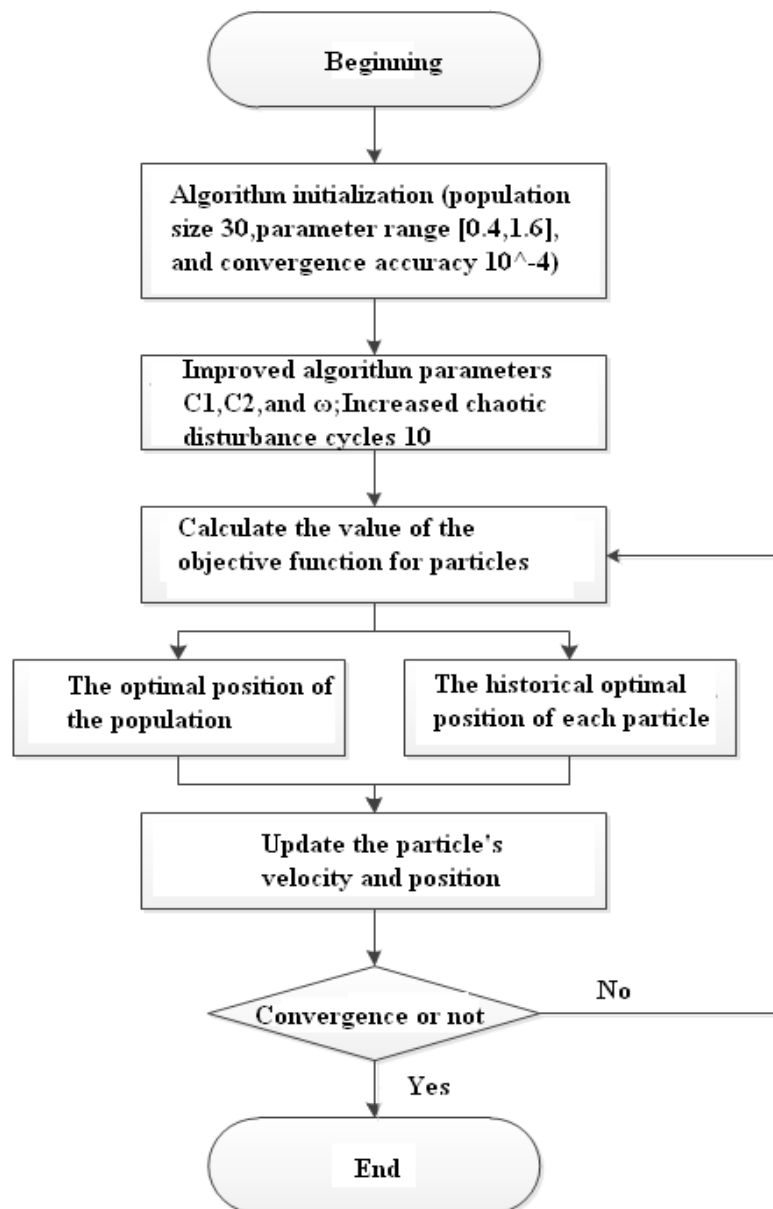 Beginning
Algorithm initialization (population
size 30,parameter range [0.4,1.6],
and convergence accuracy 10^-4)
Improved algorithm parameters
C1,C2,and ω;Increased chaotic
disturbance cycles 10
Calculate the value of the
objective function for particles
The optimal position of
the population
The historical optimal
position of each particle
Update the particle's
velocity and position
Convergence or not
No
Yes
End